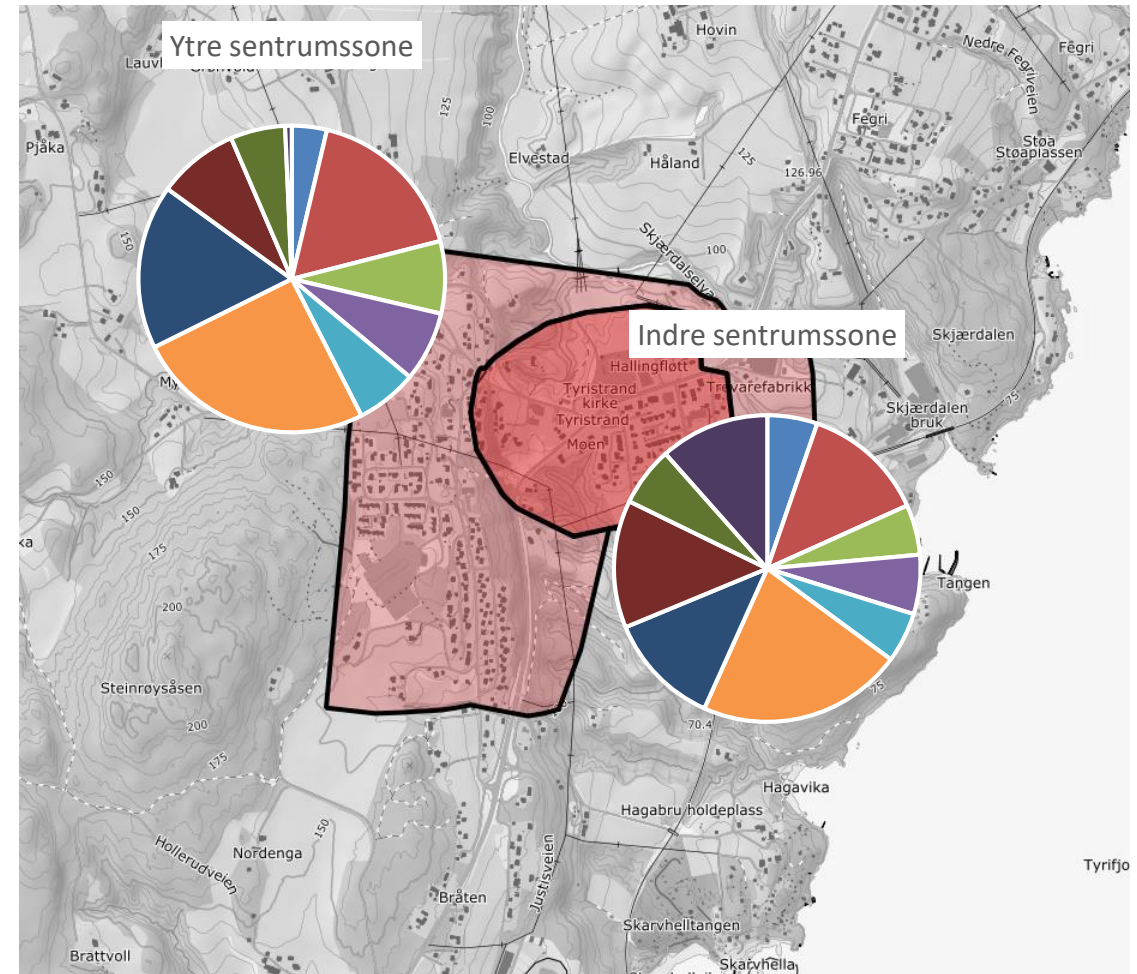 Ytre sentrumssone
Hovin
Nedre Fegriveien
Fegri
125
100
Fegri
Pjåka
Elvestad
Håland
Støa
Støaplassen
125
126.96
150
Skjærdalselva
100
Indre sentrumssone
Skjærdalen
Hallingfløtt
Trevarefabrikk
Tyristrand
kirke
Tyristrand
Moen
75
Skjærdalen
bruk
150
150
175
Tangen
200
Steinrøysåsen
75
200
70.4
175
Hagavika
Hagabru holdeplass
150
Hollerudveien
Nordenga
Tyrifjo
Justisveien
Bråten
Skarvhelltangen
Brattvoll
Skarvhella